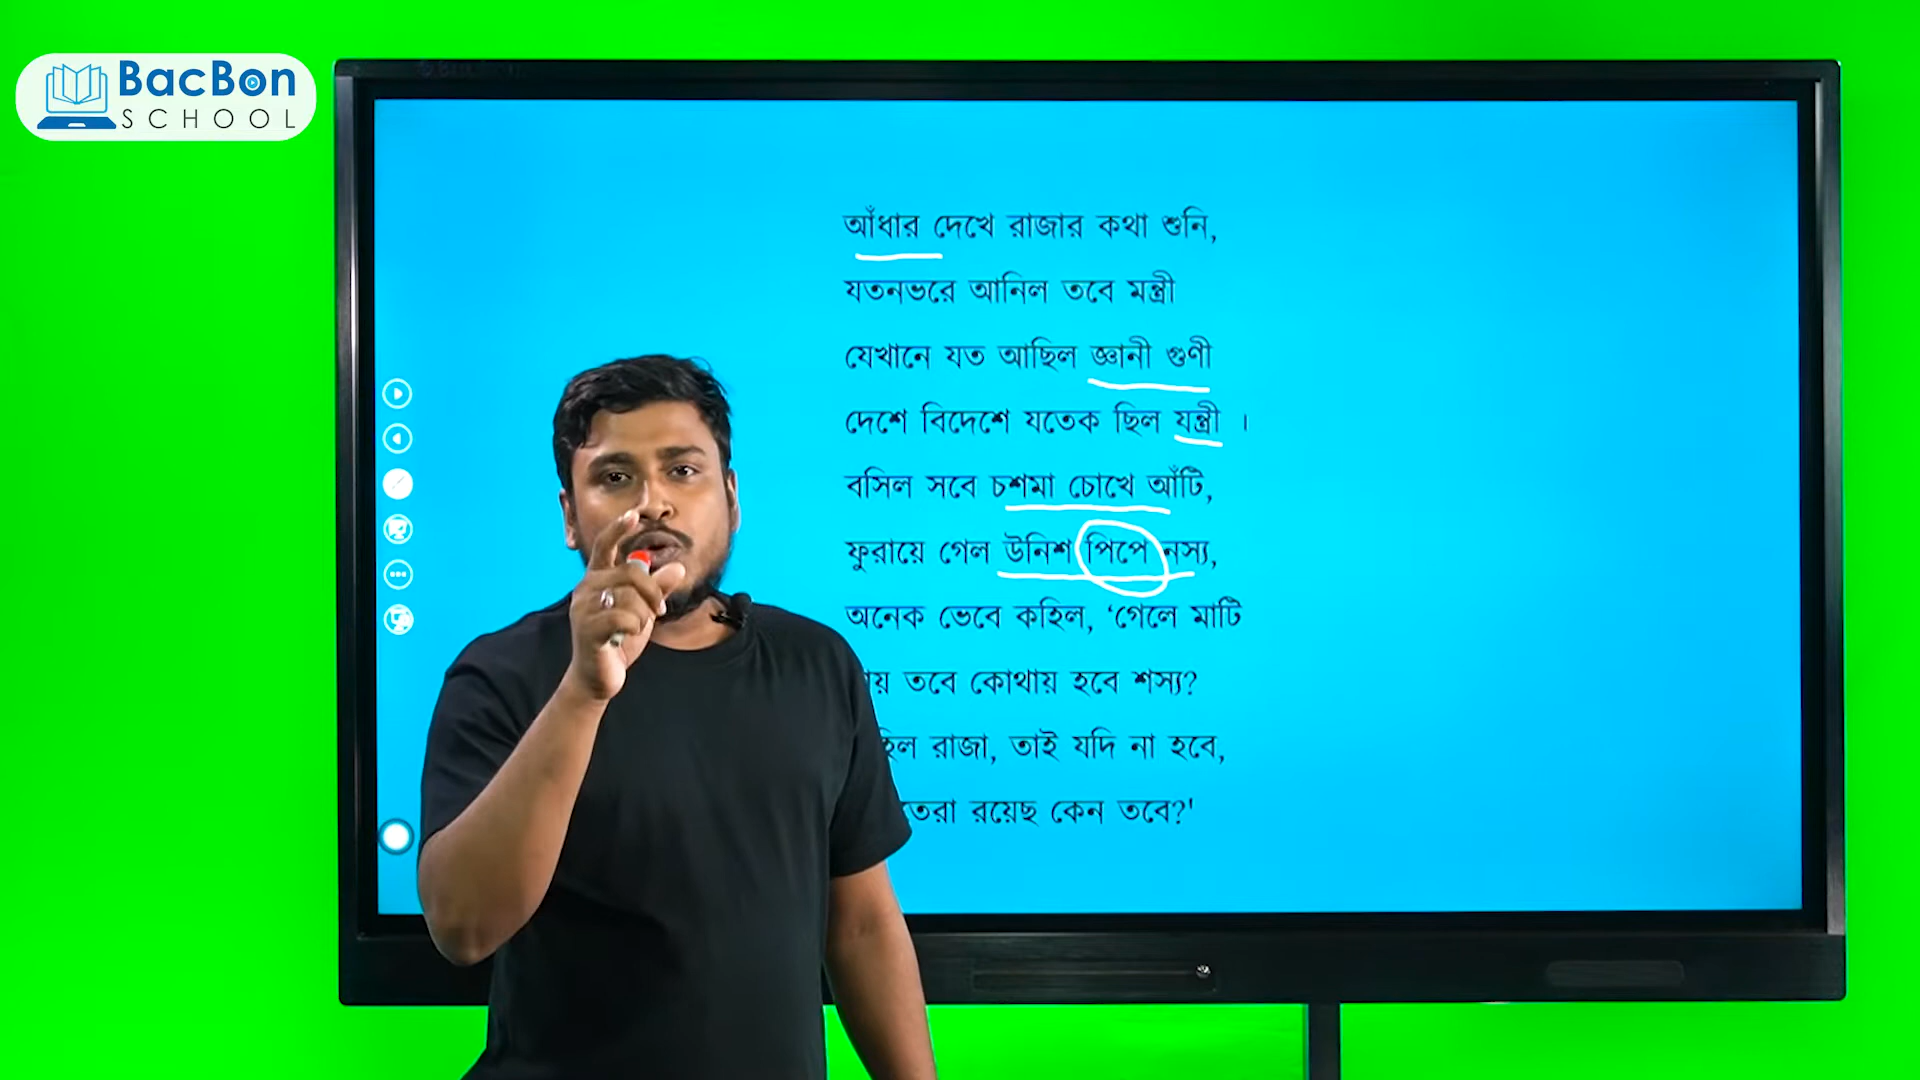 BacBon
SCHOOL
আঁধার দেখে রাজার কথা শুনি,
যতনভরে আনিল তবে মন্ত্রী
যেখানে যত আছিল জ্ঞানী গুণী
দেশে বিদেশে যতেক ছিল যন্ত্রী ।
বসিল সবে চশমা চোখে আঁটি,
ফুরায়ে গেল উনিশ পিপে নস্য,
অনেক ভেবে কহিল, ‘গেলে মাটি
তবে কোথায় হবে শস্য?
রাজা, তাই যদি না হবে,
রয়েছ কেন তবে?'